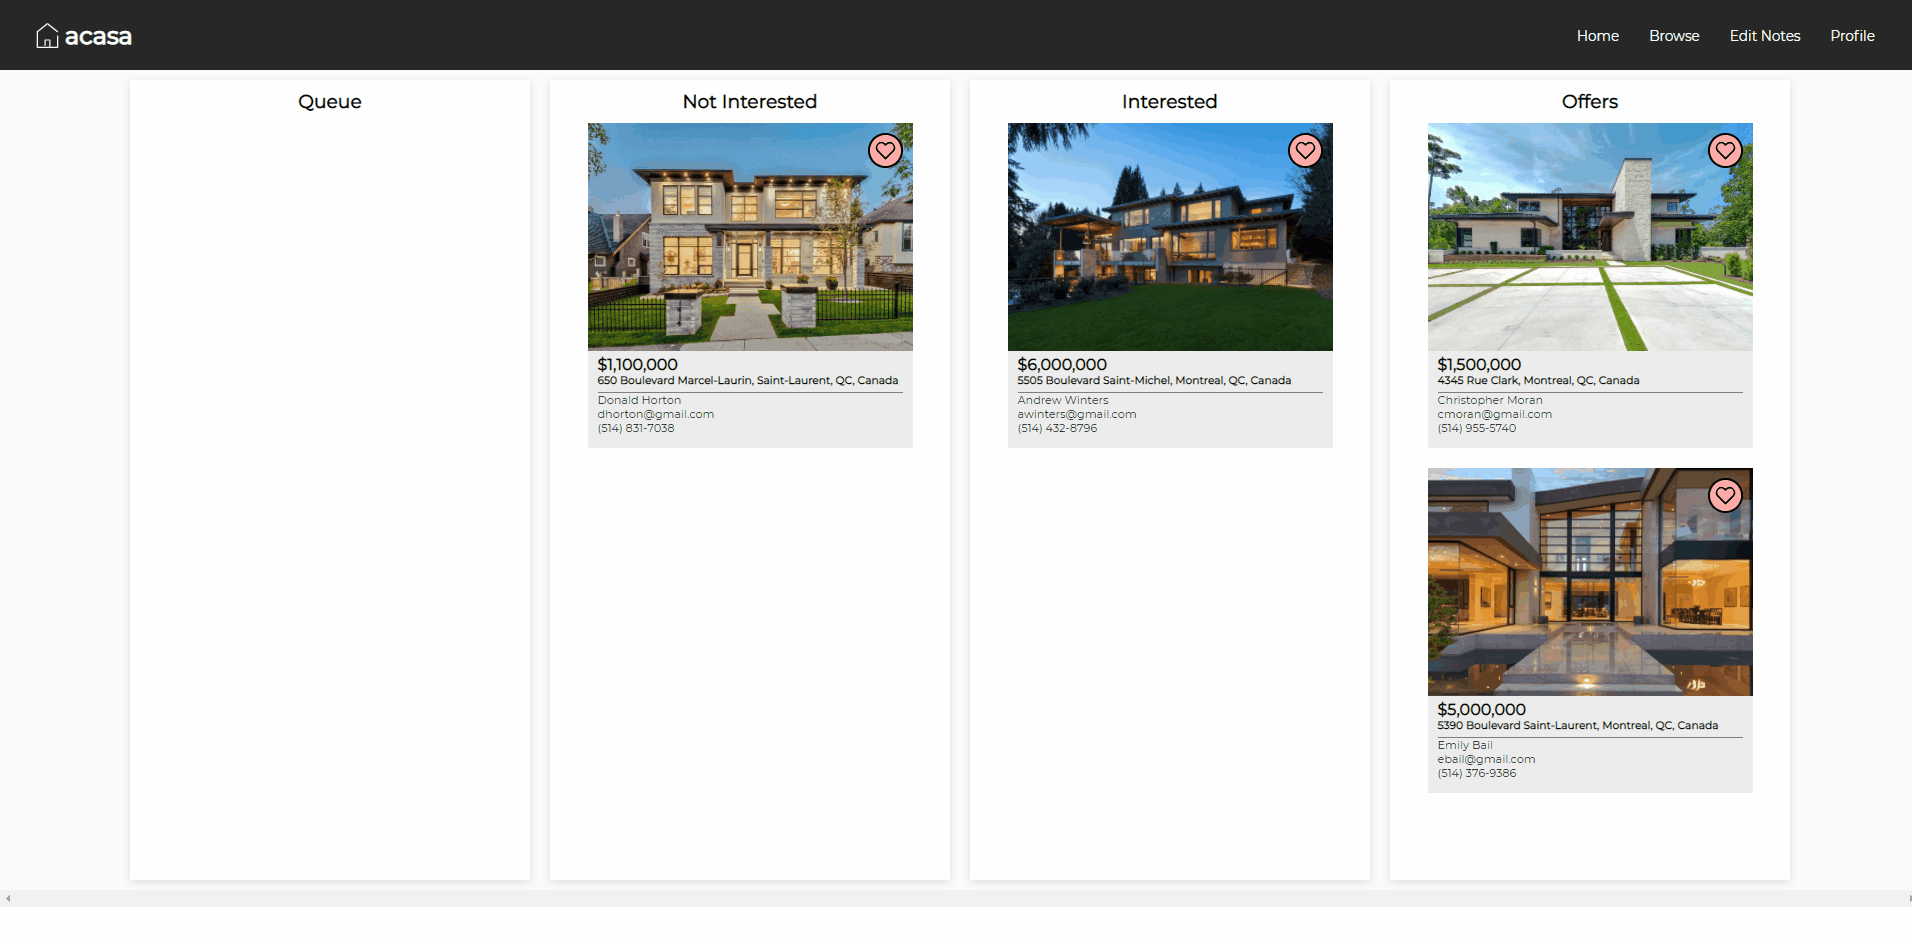 acasa
Home Browse Edit Notes Profile
Queue
Not Interested
$1,100,000
650 Boulevard Marcel-Laurin, Saint-Laurent, QC, Canada
Donald Horton
dhorton@gmail.com
(514) 831-7038
Interested
$6,000,000
5505 Boulevard Saint-Michel, Montreal, QC, Canada
Andrew Winters
awinters@gmail.com
(514) 432-8796
Offers
$1,500,000
4345 Rue Clark, Montreal, QC, Canada
Christopher Moran
cmoran@gmail.com
(514) 955-5740
$5,000,000
5390 Boulevard Saint-Laurent, Montreal, QC, Canada
Emily Bail
ebail@gmail.com
(514) 376-9386